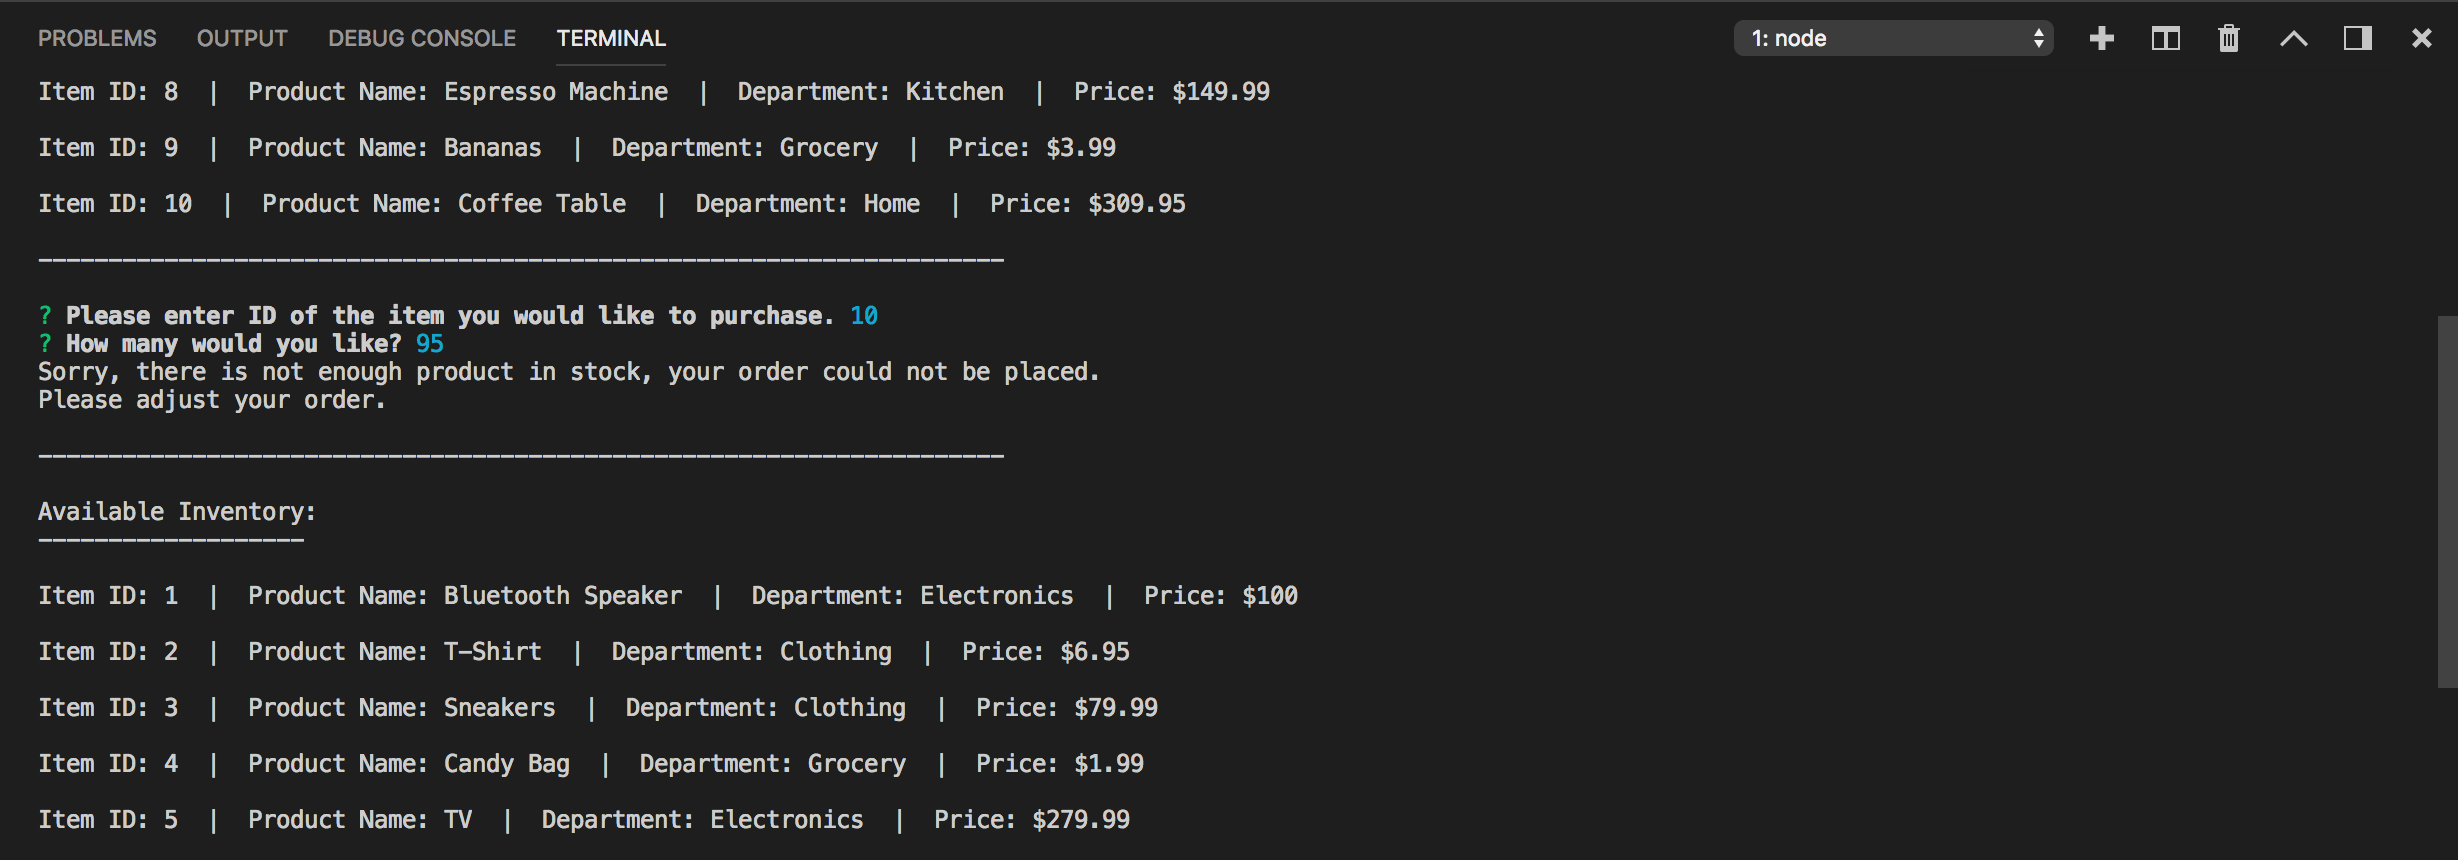 PROBLEMS OUTPUT DEBUG CONSOLE TERMINAL 1: node
Item ID: 8  |  Product Name: Espresso Machine  |  Department: Kitchen  |  Price: $149.99
Item ID: 9  |  Product Name: Bananas  |  Department: Grocery  |  Price: $3.99
Item ID: 10  |  Product Name: Coffee Table  |  Department: Home  |  Price: $309.95
---------------------------------------------------------------------
? Please enter ID of the item you would like to purchase. 10
? How many would you like? 95
Sorry, there is not enough product in stock, your order could not be placed.
Please adjust your order.
---------------------------------------------------------------------
Available Inventory:
-------------------
Item ID: 1  |  Product Name: Bluetooth Speaker  |  Department: Electronics  |  Price: $100
Item ID: 2  |  Product Name: T-Shirt  |  Department: Clothing  |  Price: $6.95
Item ID: 3  |  Product Name: Sneakers  |  Department: Clothing  |  Price: $79.99
Item ID: 4  |  Product Name: Candy Bag  |  Department: Grocery  |  Price: $1.99
Item ID: 5  |  Product Name: TV  |  Department: Electronics  |  Price: $279.99